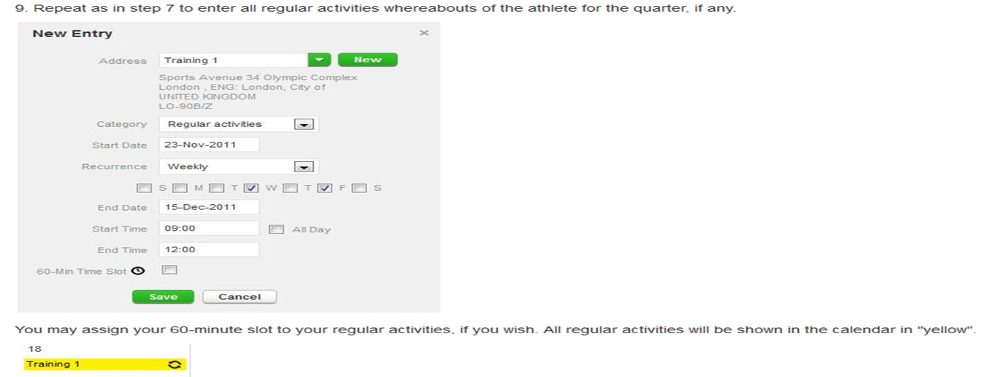 9. Repeat as in step 7 to enter all regular activities whereabouts of the athlete for the quarter, if any.
New Entry ×
Address Training 1 New
Sports Avenue 34 Olympic Complex
London , ENG: London, City of
UNITED KINGDOM
LO-90B/Z
Category Regular activities
Start Date 23-Nov-2011
Recurrence Weekly
S M T W T F S
End Date 15-Dec-2011
Start Time 09:00 All Day
End Time 12:00
60-Min Time Slot
Save Cancel
You may assign your 60-minute slot to your regular activities, if you wish. All regular activities will be shown in the calendar in "yellow".
18
Training 1